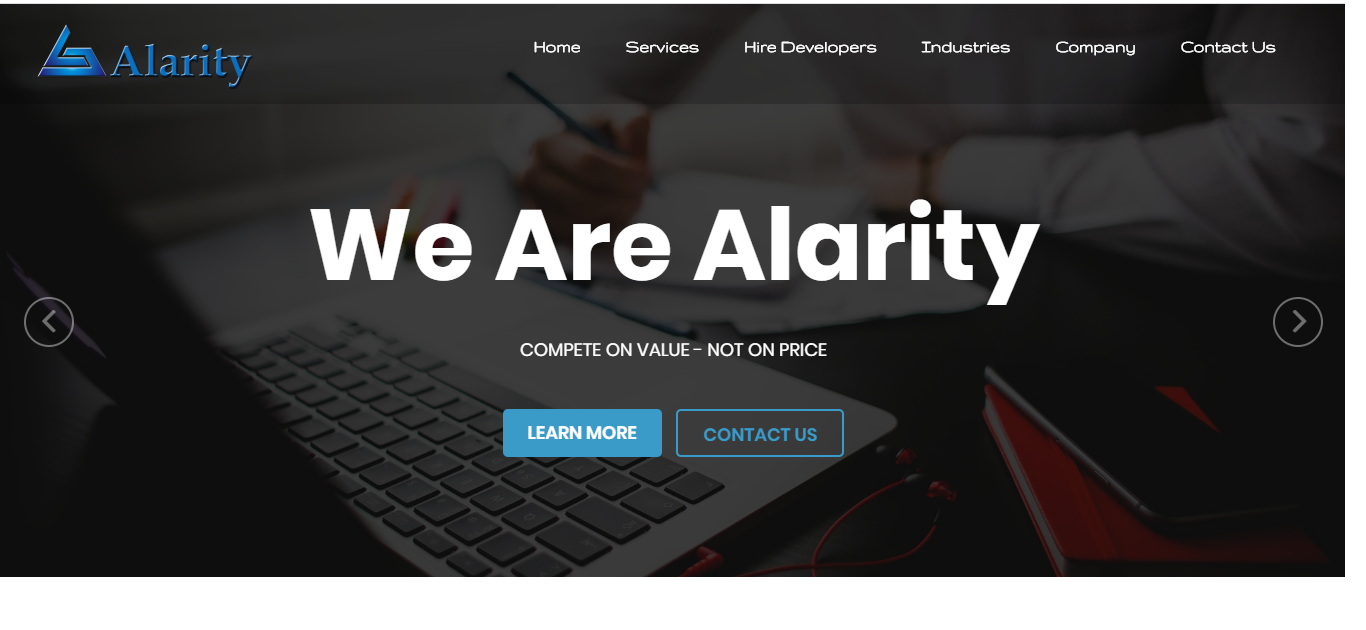 Alarity
Home Services Hire Developers Industries Company Contact Us
We Are Alarity
COMPETE ON VALUE - NOT ON PRICE
LEARN MORE CONTACT US